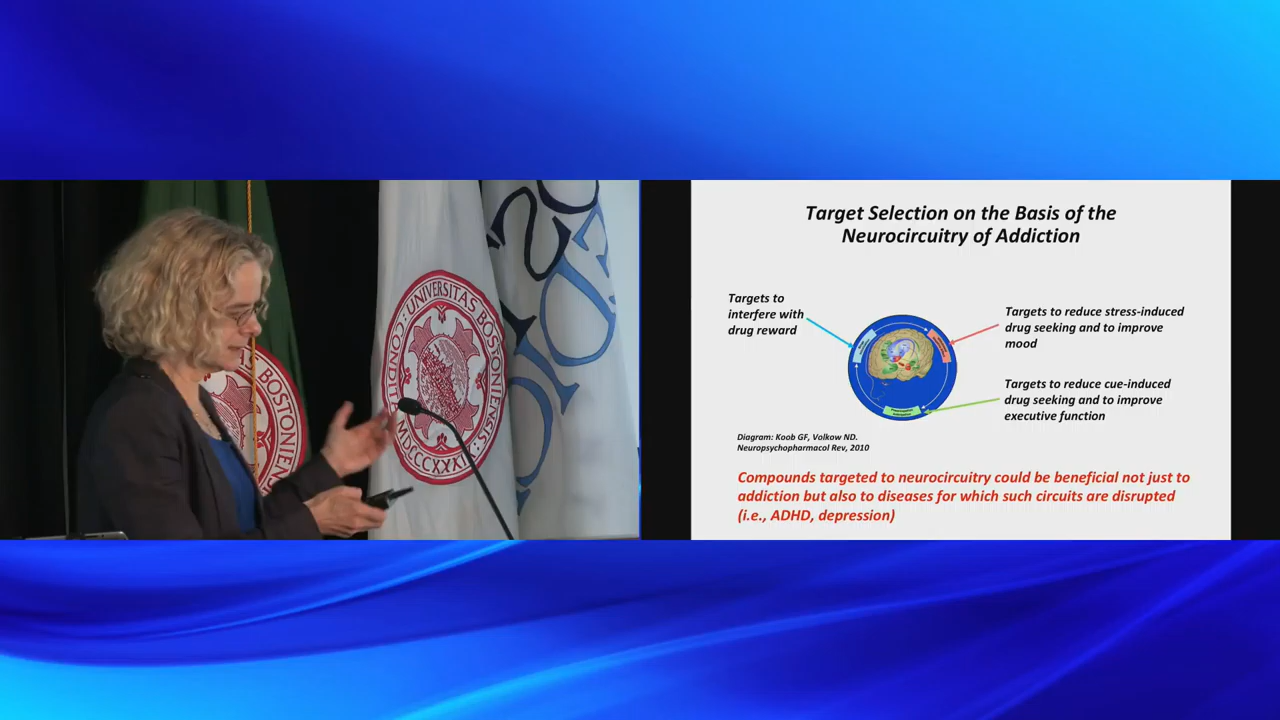 Target Selection on the Basis of the
Neurocircuitry of Addiction
Targets to
interfere with
drug reward
Targets to reduce stress-induced
drug seeking and to improve
mood
Targets to reduce cue-induced
drug seeking and to improve
executive function
Diagram: Koob GF, Volkow ND.
Neuropsychopharmacol Rev, 2010
Compounds targeted to neurocircuitry could be beneficial not just to
addiction but also to diseases for which such circuits are disrupted
(i.e., ADHD, depression)
UNIVERSITAS BOSTONIENSIS
CONDITA
MDCCCXXXIX
BOSTO